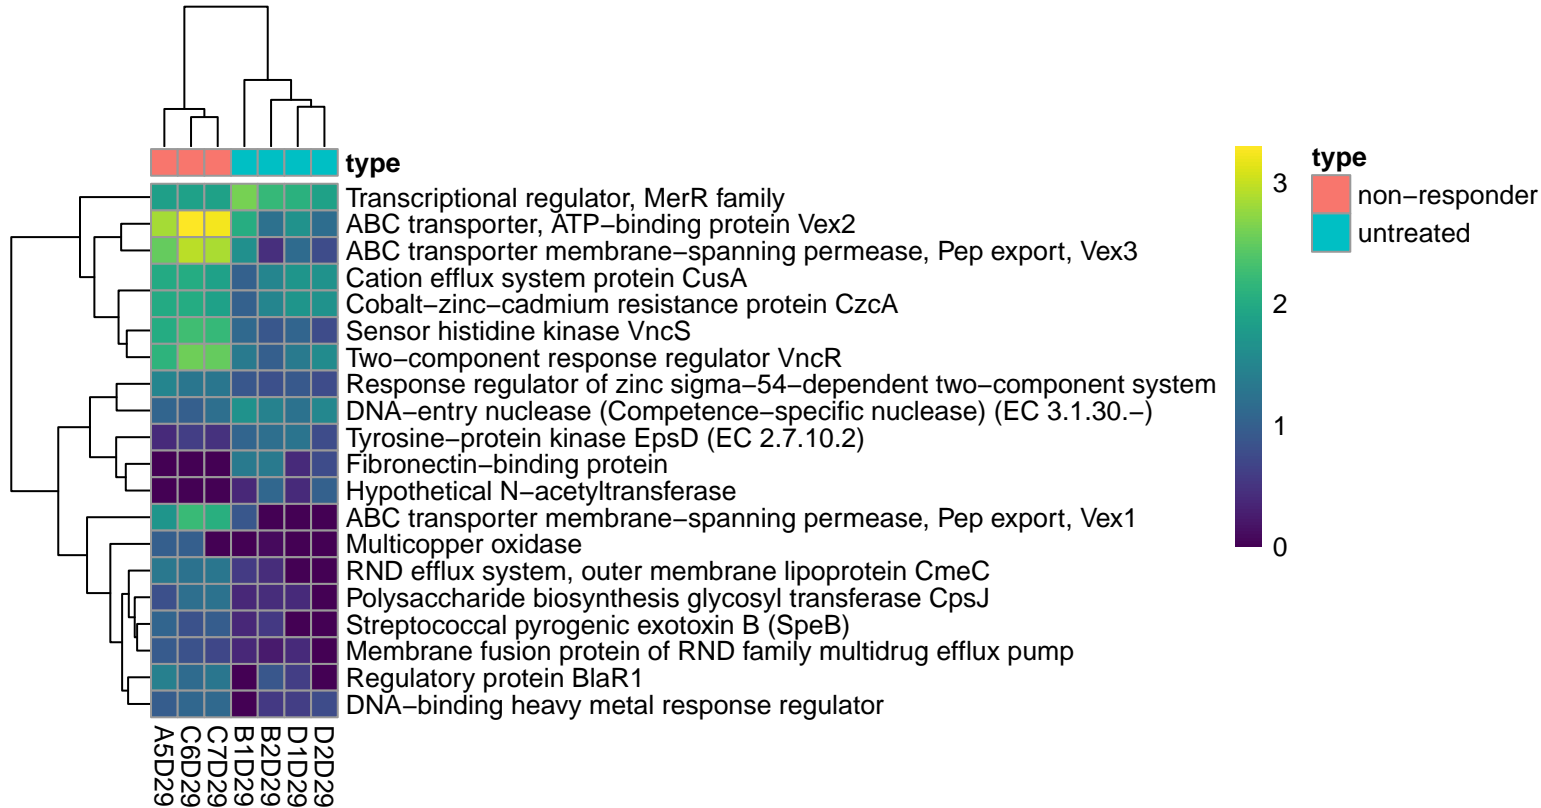 type
Transcriptional regulator, MerR family
ABC transporter, ATP−binding protein Vex2
ABC transporter membrane−spanning permease, Pep export, Vex3
Cation efflux system protein CusA
Cobalt−zinc−cadmium resistance protein CzcA
Sensor histidine kinase VncS
Two−component response regulator VncR
Response regulator of zinc sigma−54−dependent two−component system
DNA−entry nuclease (Competence−specific nuclease) (EC 3.1.30.−)
Tyrosine−protein kinase EpsD (EC 2.7.10.2)
Fibronectin−binding protein
Hypothetical N−acetyltransferase
ABC transporter membrane−spanning permease, Pep export, Vex1
Multicopper oxidase
RND efflux system, outer membrane lipoprotein CmeC
Polysaccharide biosynthesis glycosyl transferase CpsJ
Streptococcal pyrogenic exotoxin B (SpeB)
Membrane fusion protein of RND family multidrug efflux pump
Regulatory protein BlaR1
DNA−binding heavy metal response regulator
A5D29
C6D29
C7D29
B1D29
B2D29
D1D29
D2D29
3
2
1
0
type
non−responder
untreated